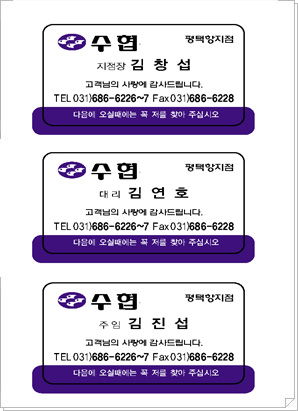 수협 평택항지점
지점장 김 창 섭
고객님의 사랑에 감사드립니다.
TEL 031)686-6226~7 Fax 031)686-6228
다음에 오실때에는 꼭 저를 찾아 주십시오
수협 평택항지점
대 리 김 연 호
고객님의 사랑에 감사드립니다.
TEL 031)686-6226~7 Fax 031)686-6228
다음에 오실때에는 꼭 저를 찾아 주십시오
수협 평택항지점
주 임 김 진 섭
고객님의 사랑에 감사드립니다.
TEL 031)686-6226~7 Fax 031)686-6228
다음에 오실때에는 꼭 저를 찾아 주십시오